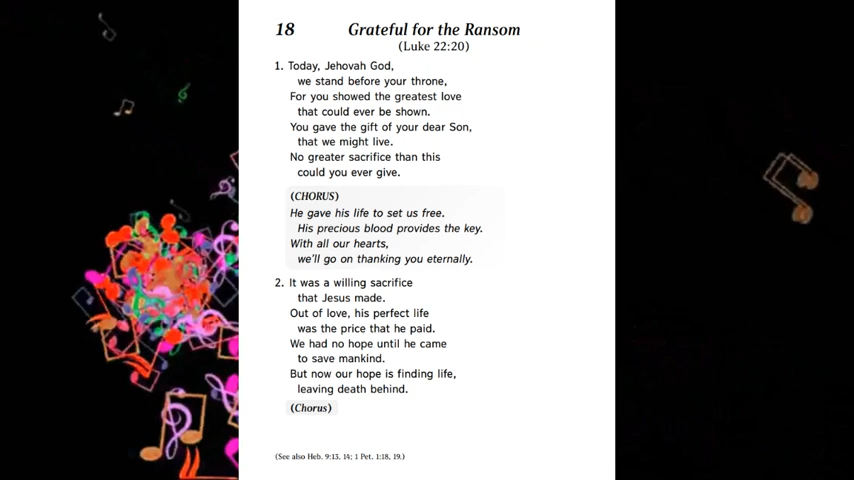 18 Grateful for the Ransom
(Luke 22:20)
1. Today, Jehovah God,
we stand before your throne,
For you showed the greatest love
that could ever be shown.
You gave the gift of your dear Son,
that we might live.
No greater sacrifice than this
could you ever give.
(CHORUS)
He gave his life to set us free.
His precious blood provides the key.
With all our hearts,
we'll go on thanking you eternally.
2. It was a willing sacrifice
that Jesus made.
Out of love, his perfect life
was the price that he paid.
We had no hope until he came
to save mankind.
But now our hope is finding life,
leaving death behind.
(Chorus)
(See also Heb. 9:13, 14; 1 Pet. 1:18, 19.)